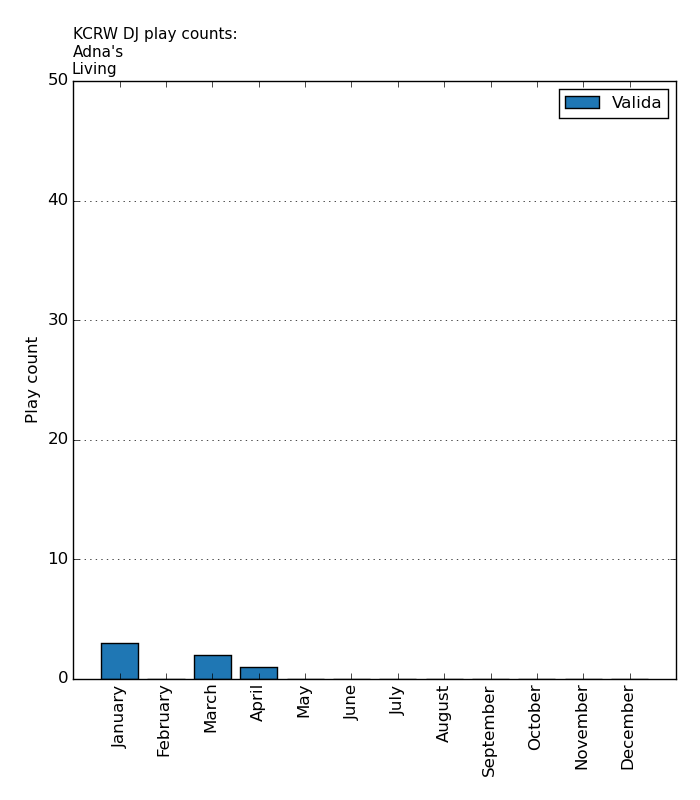 KCRW DJ play counts:
Adna's
Living
Valida
Play count
50
40
30
20
10
0
January
February
March
April
May
June
July
August
September
October
November
December